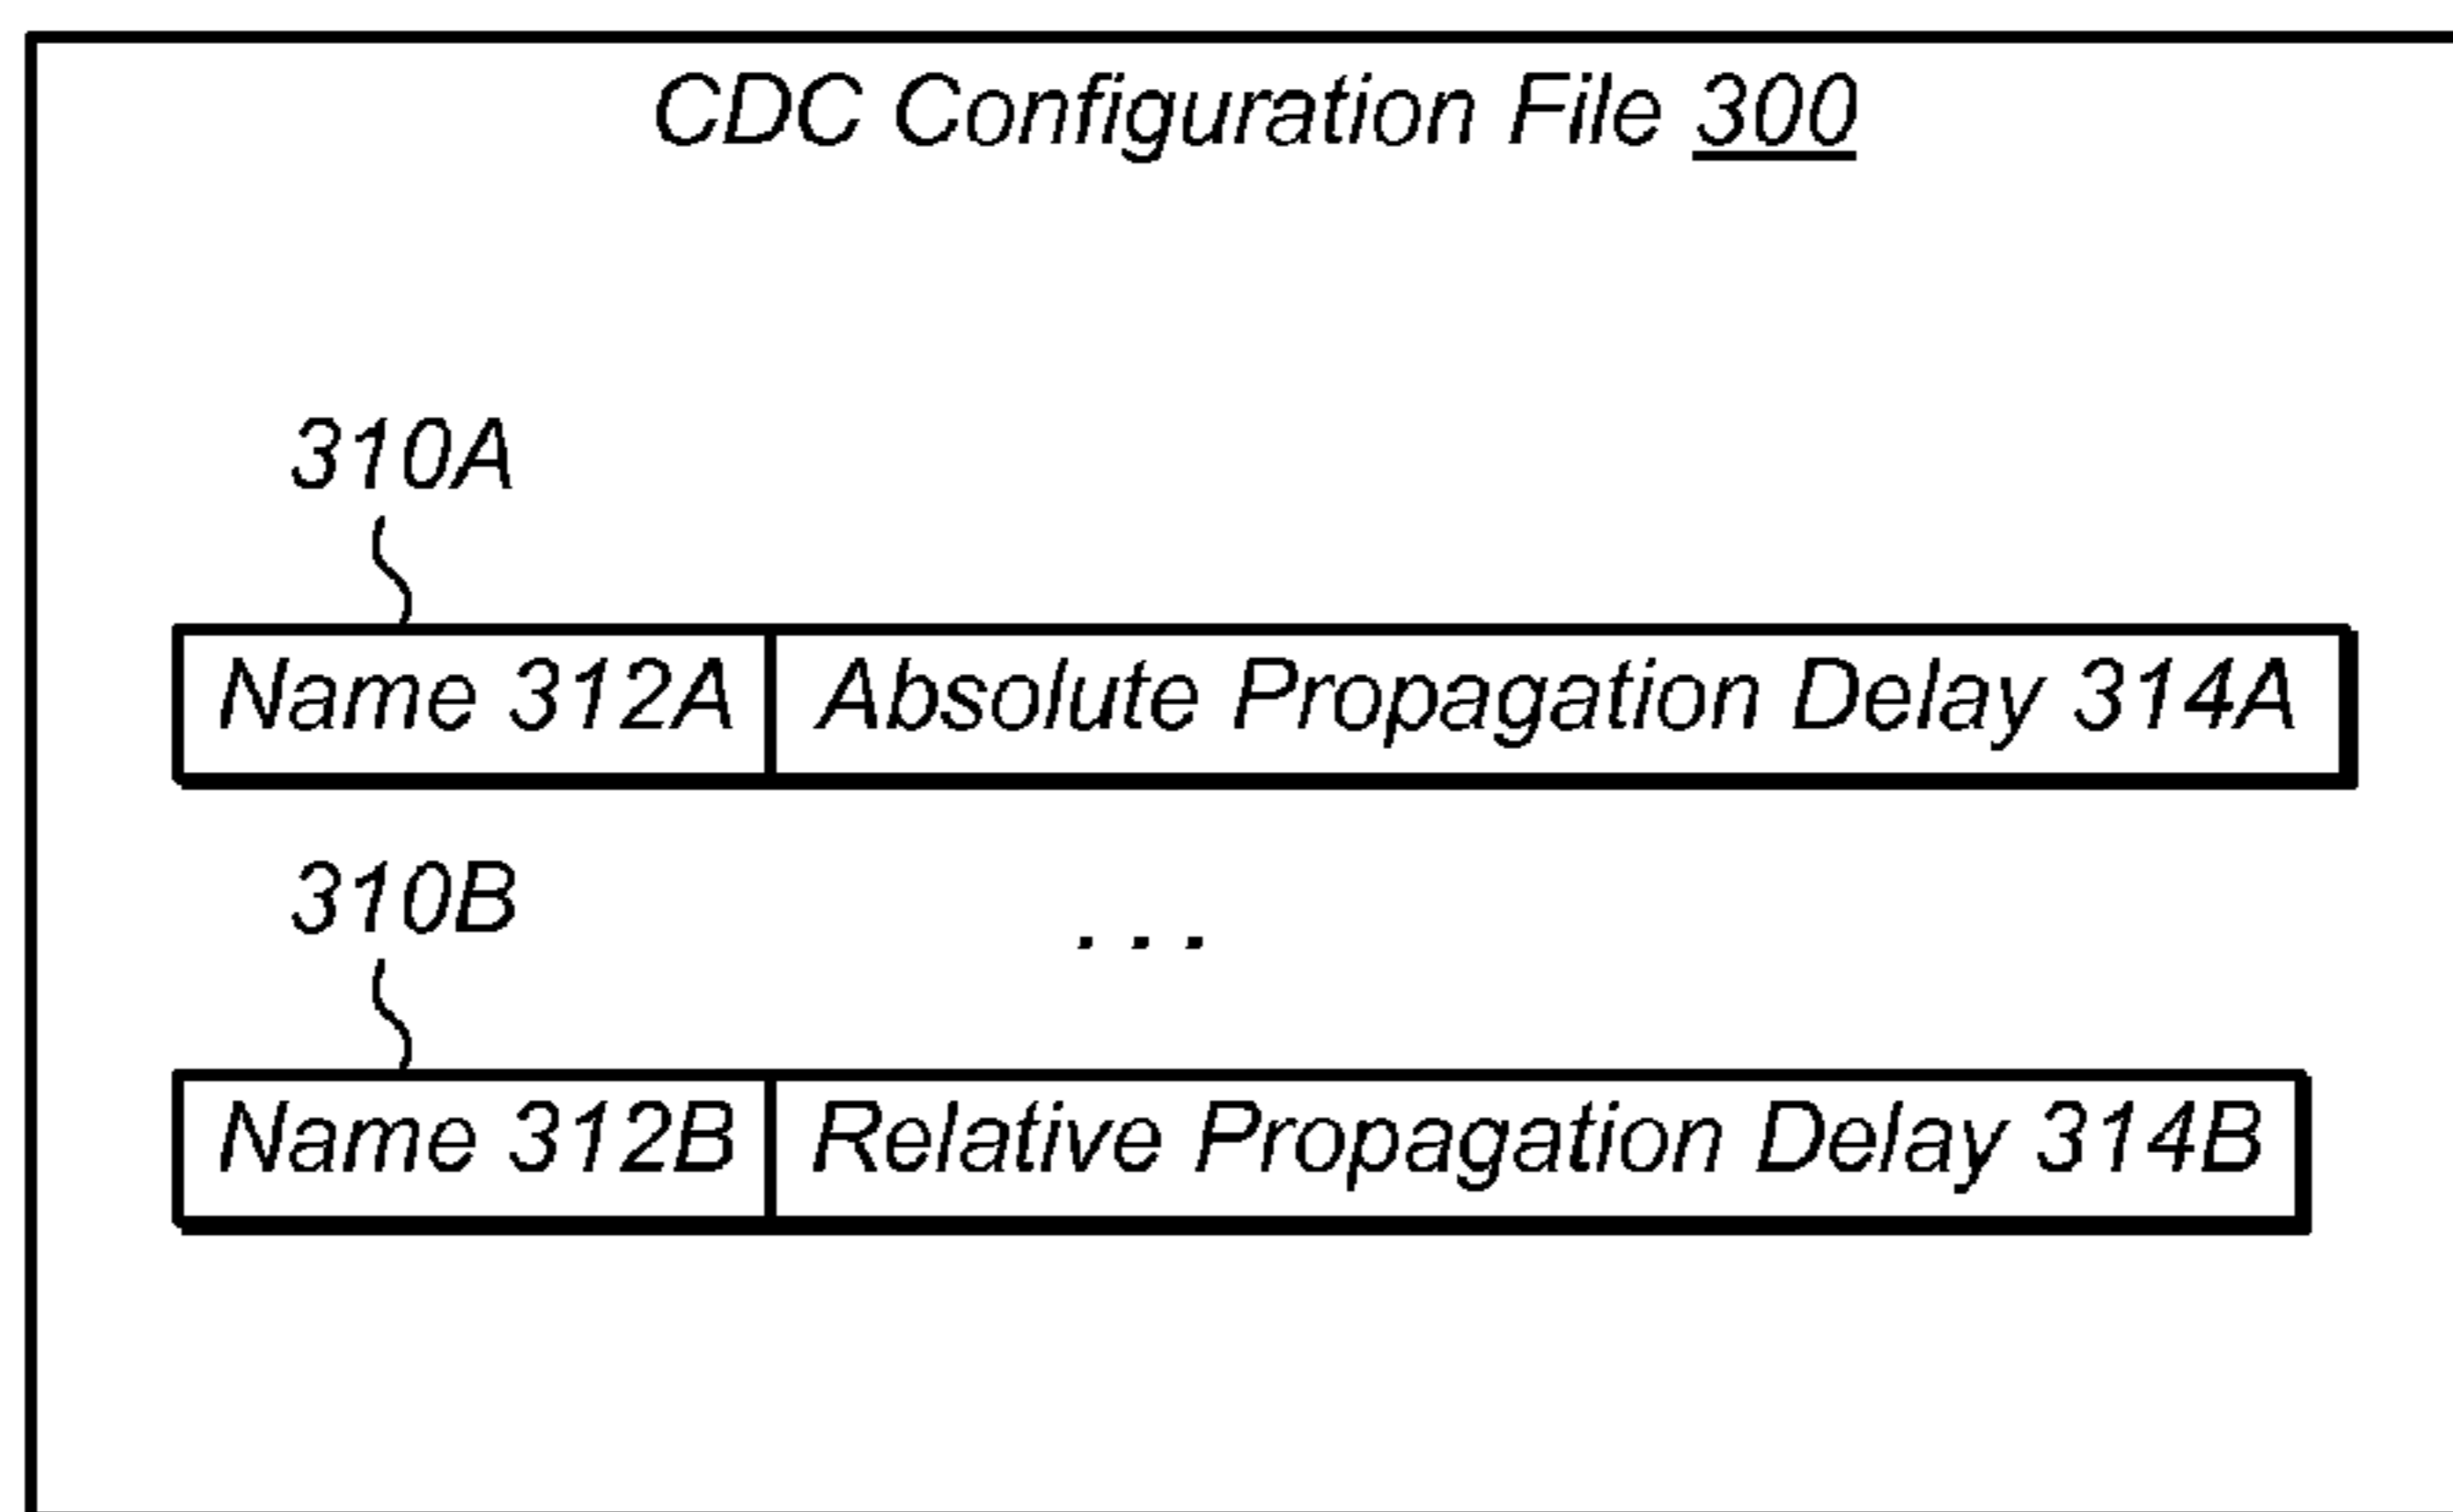 CDC Configuration File 300
310A
Name 312A Absolute Propagation Delay 314A
310B
. . .
Name 312B Relative Propagation Delay 314B